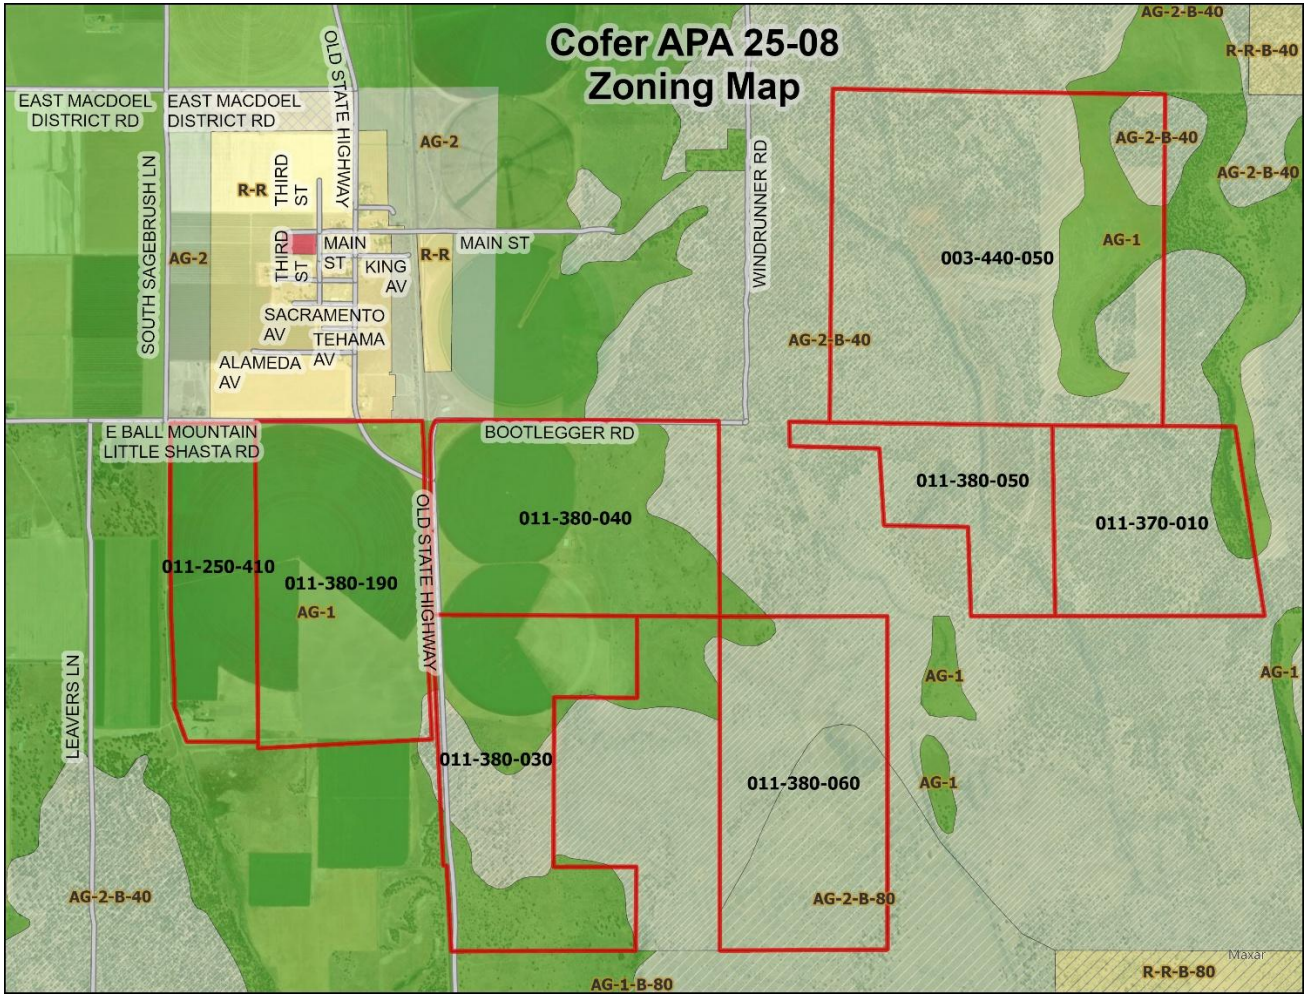 Cofer APA 25-08
Zoning Map
AG-2-B-40
R-R-B-40
OLD STATE HIGHWAY
EAST MACDOEL
DISTRICT RD
EAST MACDOEL
DISTRICT RD
AG-2
AG-2-B-40
SOUTH SAGEBRUSH LN
R-R
THIRD
ST
WINDRUNNER RD
AG-2-B-40
AG-2
THIRD
ST
MAIN
ST
R-R
MAIN ST
AG-1
003-440-050
KING
AV
SACRAMENTO
AV
TEHAMA
AV
AG-2-B-40
ALAMEDA
AV
E BALL MOUNTAIN
LITTLE SHASTA RD
BOOTLEGGER RD
011-380-050
011-380-040
011-370-010
OLD STATE HIGHWAY
011-250-410
011-380-190
AG-1
LEAVERS LN
AG-1
AG-1
011-380-030
011-380-060
AG-1
AG-2-B-40
AG-2-B-80
Maxar
R-R-B-80
AG-1-B-80